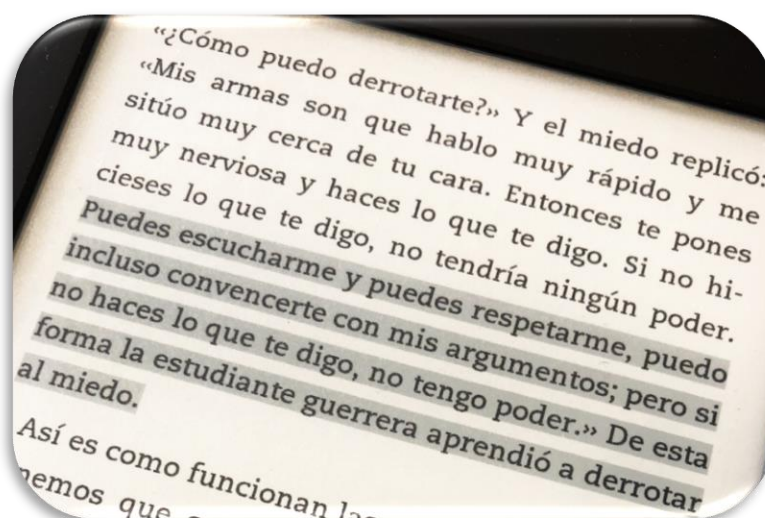 «¿Cómo puedo derrotarte?» Y el miedo replicó:
«Mis armas son que hablo muy rápido y me
sitúo muy cerca de tu cara. Entonces te pones
muy nerviosa y haces lo que te digo. Si no hi-
cieses lo que te digo, no tendría ningún poder.
Puedes escucharme y puedes respetarme, puedo
incluso convencerte con mis argumentos; pero si
no haces lo que te digo, no tengo poder.» De esta
forma la estudiante guerrera aprendió a derrotar
al miedo.
Así es como funcionan
que